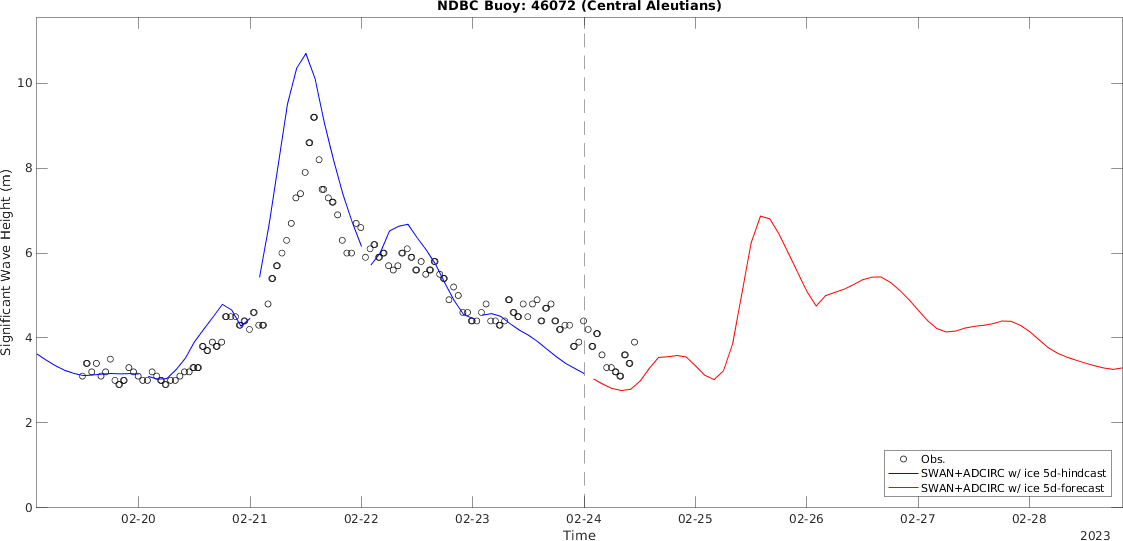 NDBC Buoy: 46072 (Central Aleutians)
10
8
6
4
2
0
Significant Wave Height (m)
Obs.
SWAN+ADCIRC w/ ice 5d-hindcast
SWAN+ADCIRC w/ ice 5d-forecast
02-20 02-21 02-22 02-23 02-24 02-25 02-26 02-27 02-28
Time
2023